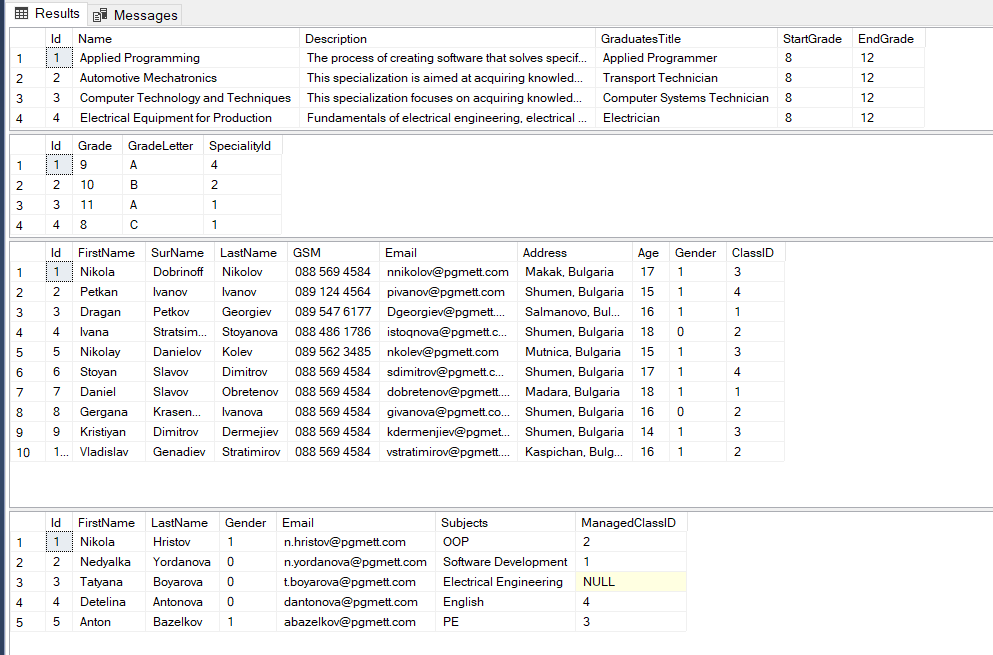 Results Messages
Id Name Description GraduatesTitle StartGrade EndGrade
1 1 Applied Programming The process of creating software that solves specif... Applied Programmer 8 12
2 2 Automotive Mechatronics This specialization is aimed at acquiring knowled... Transport Technician 8 12
3 3 Computer Technology and Techniques This specialization focuses on acquiring knowled... Computer Systems Technician 8 12
4 4 Electrical Equipment for Production Fundamentals of electrical engineering, electrical ... Electrician 8 12
Id Grade GradeLetter SpecialityId
1 1 9 A 4
2 2 10 B 2
3 3 11 A 1
4 4 8 C 1
Id FirstName SurName LastName GSM Email Address Age Gender ClassID
1 1 Nikola Dobrinoff Nikolov 088 569 4584 nnikolov@pgmett.com Makak, Bulgaria 17 1 3
2 2 Petkan Ivanov Ivanov 089 124 4564 pivanov@pgmett.com Shumen, Bulgaria 15 1 4
3 3 Dragan Petkov Georgiev 089 547 6177 Dgeorgiev@pgmett.... Salmanovo, Bul... 16 1 1
4 4 Ivana Stratsim... Stoyanova 088 486 1786 istoqnova@pgmett.c... Shumen, Bulgaria 18 0 2
5 5 Nikolay Danielov Kolev 089 562 3485 nkolev@pgmett.com Mutnica, Bulgaria 15 1 3
6 6 Stoyan Slavov Dimitrov 088 569 4584 sdimitrov@pgmett.c... Shumen, Bulgaria 17 1 4
7 7 Daniel Slavov Obretenov 088 569 4584 dobretenov@pgmett.... Madara, Bulgaria 18 1 1
8 8 Gergana Krasen... Ivanova 088 569 4584 givanova@pgmett.co... Shumen, Bulgaria 16 0 2
9 9 Kristiyan Dimitrov Dermejiev 088 569 4584 kdermenjiev@pgmet... Shumen, Bulgaria 14 1 3
10 1... Vladislav Genadiev Stratimirov 088 569 4584 vstratimirov@pgmett.... Kaspichan, Bulg... 16 1 2
Id FirstName LastName Gender Email Subjects ManagedClassID
1 1 Nikola Hristov 1 n.hristov@pgmett.com OOP 2
2 2 Nedyalka Yordanova 0 n.yordanova@pgmett.com Software Development 1
3 3 Tatyana Boyarova 0 t.boyarova@pgmett.com Electrical Engineering NULL
4 4 Detelina Antonova 0 dantonova@pgmett.com English 4
5 5 Anton Bazelkov 1 abazelkov@pgmett.com PE 3